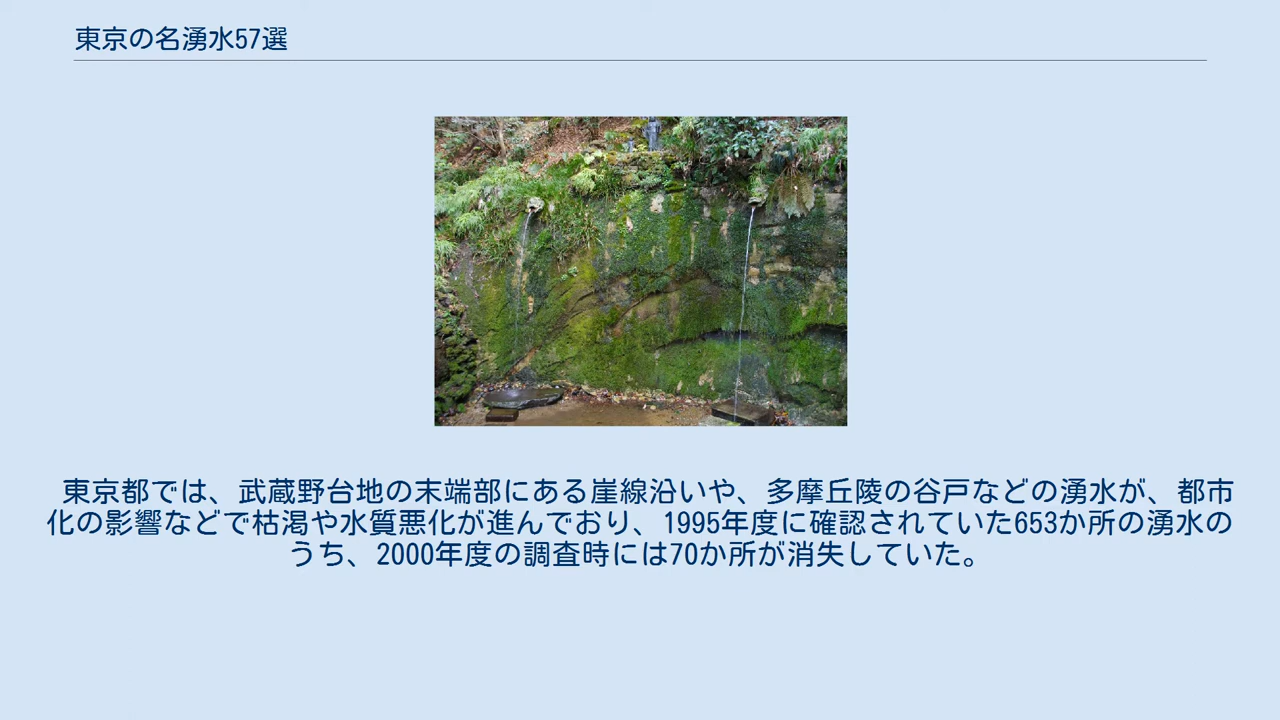 東京の名湧水57選
東京都では、武蔵野台地の末端部にある崖線沿いや、多摩丘陵の谷戸などの湧水が、都市
化の影響などで枯渇や水質悪化が進んでおり、1995年度に確認されていた653か所の湧水の
うち、2000年度の調査時には70か所が消失していた。